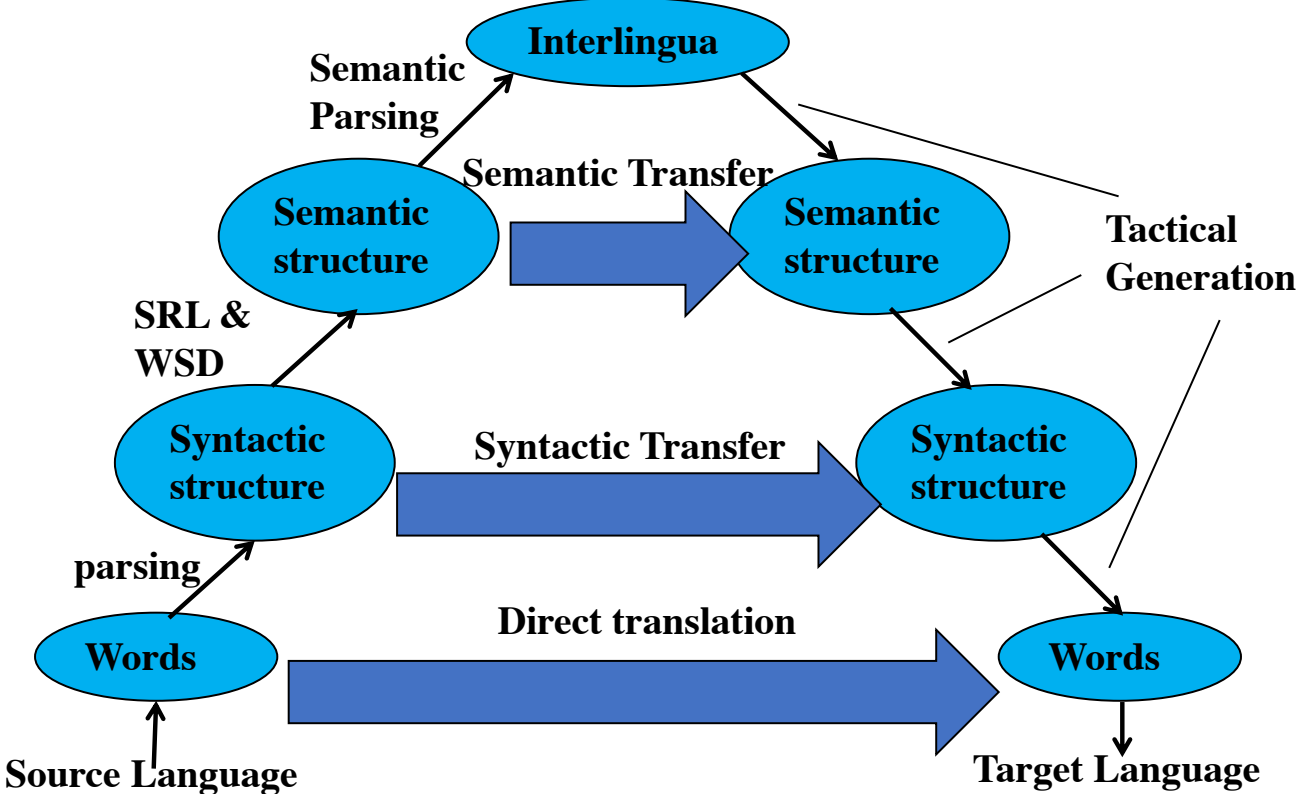 Interlingua
Semantic
Parsing
Semantic Transfer
Semantic
structure
Semantic
structure
Tactical
Generation
SRL &
WSD
Syntactic
structure
Syntactic Transfer
Syntactic
structure
parsing
Direct translation
Words
Words
Source Language
Target Language